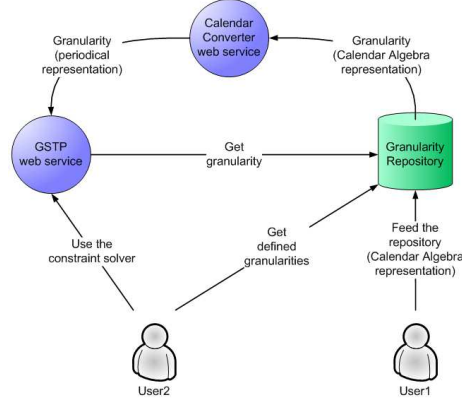 Calendar
Converter
web service
Granularity
(periodical
representation)
Granularity
(Calendar Algebra
representation)
GSTP
web service
Get
granularity
Granularity
Repository
Use the
constraint solver
Get
defined
granularities
Feed the
repository
(Calendar Algebra
representation)
User2
User1